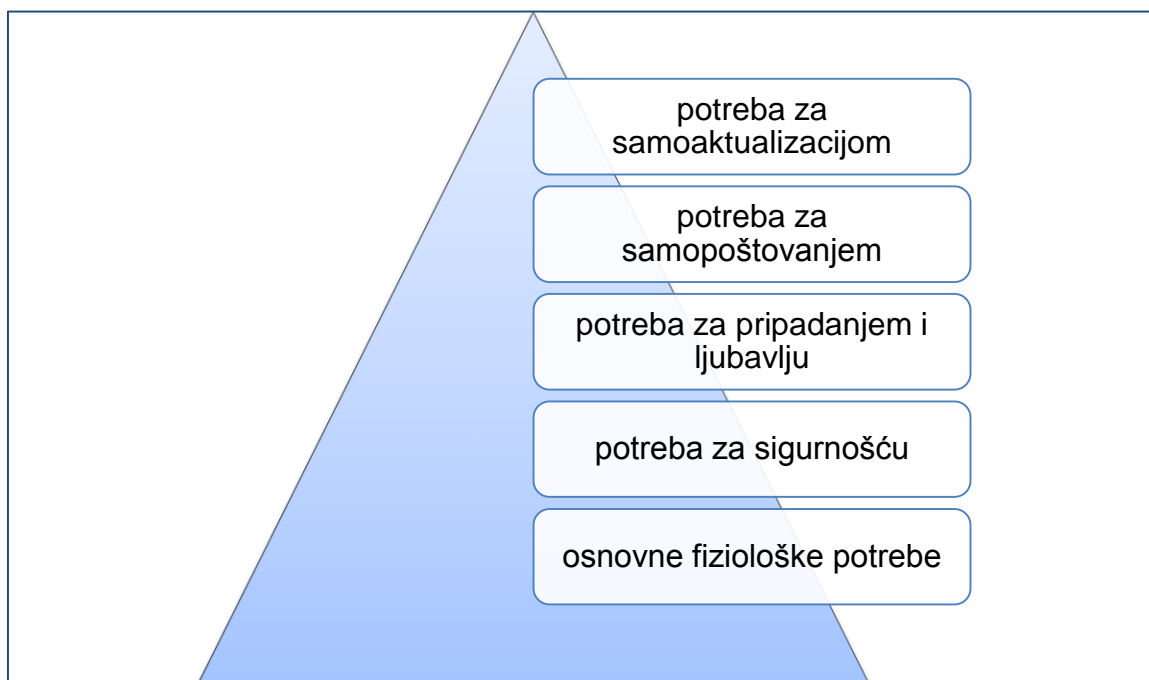 potreba za
samoaktualizacijom
potreba za
samopoštovanjem
potreba za pripadanjem i
ljubavlju
potreba za sigurnošću
osnovne fiziološke potrebe